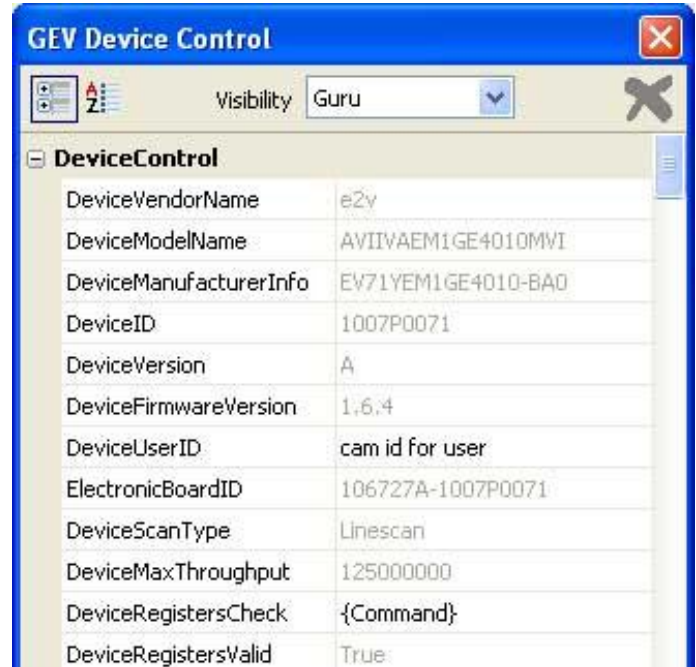 GEV Device Control
A
Z
Visibility Guru
DeviceControl
DeviceVendorName e2v
DeviceModelName AVIIVAEM1GE4010MVI
DeviceManufacturerInfo EV71YEM1GE4010-BA0
DeviceID 1007P0071
DeviceVersion A
DeviceFirmwareVersion 1.6.4
DeviceUserID cam id for user
ElectronicBoardID 106727A-1007P0071
DeviceScanType Linescan
DeviceMaxThroughput 125000000
DeviceRegistersCheck {Command}
DeviceRegistersValid True